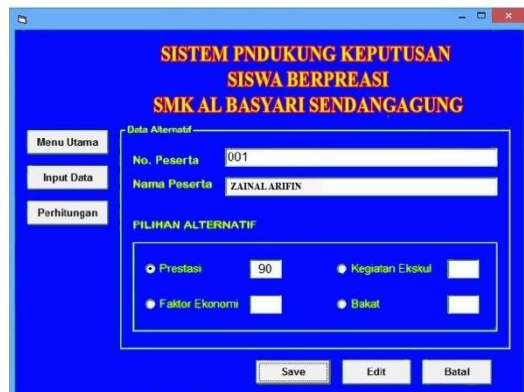 SISTEM PNDUKUNG KEPUTUSAN
SISWA BERPREASI
SMK AL BASYARI SENDANGAGUNG
Menu Utama
Input Data
Perhitungan
Data Alternatif
No. Peserta 001
Nama Peserta ZAINAL ARIFIN
PILIHAN ALTERNATIF
Prestasi 90 Kegiatan Ekskul
Faktor Ekonomi Bakat
Save Edit Batal